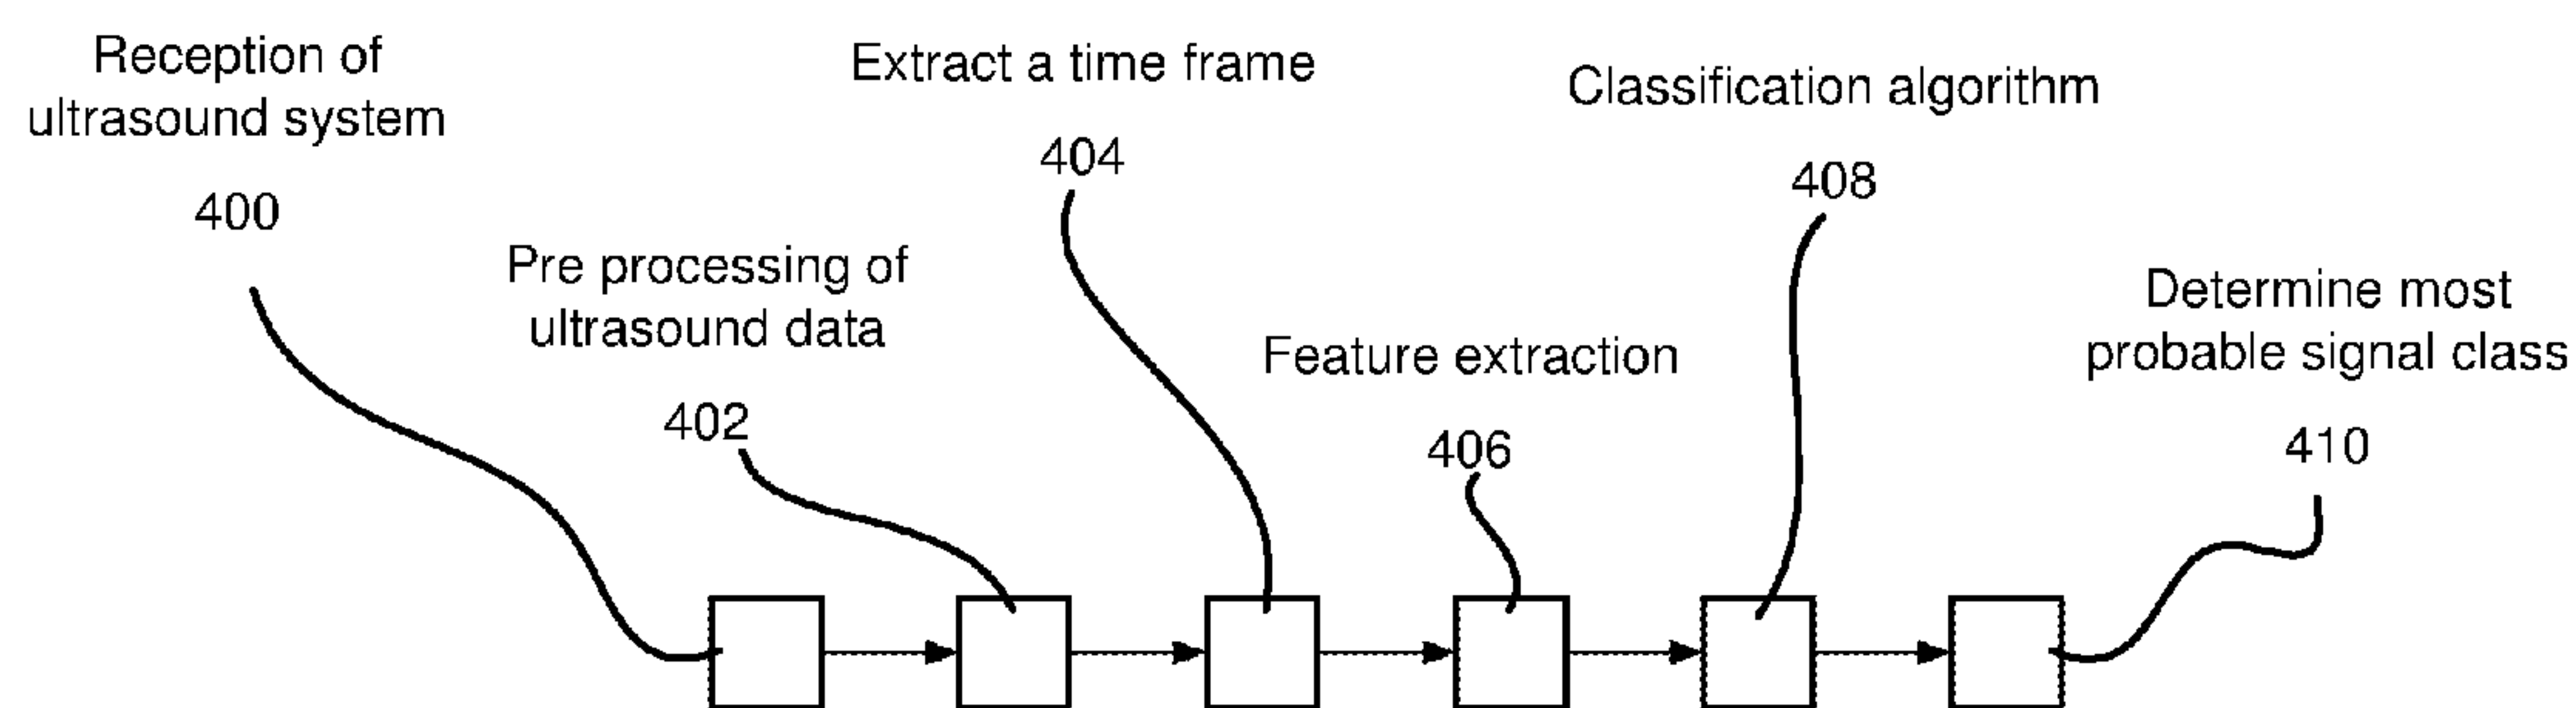 Reception of
ultrasound system
400
Pre processing of
ultrasound data
402
Extract a time frame
404
Feature extraction
406
Classification algorithm
408
Determine most
probable signal class
410